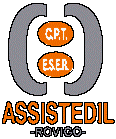 C.P.T.
E.S.E.R.
ASSISTEDIL
-ROVIGO-